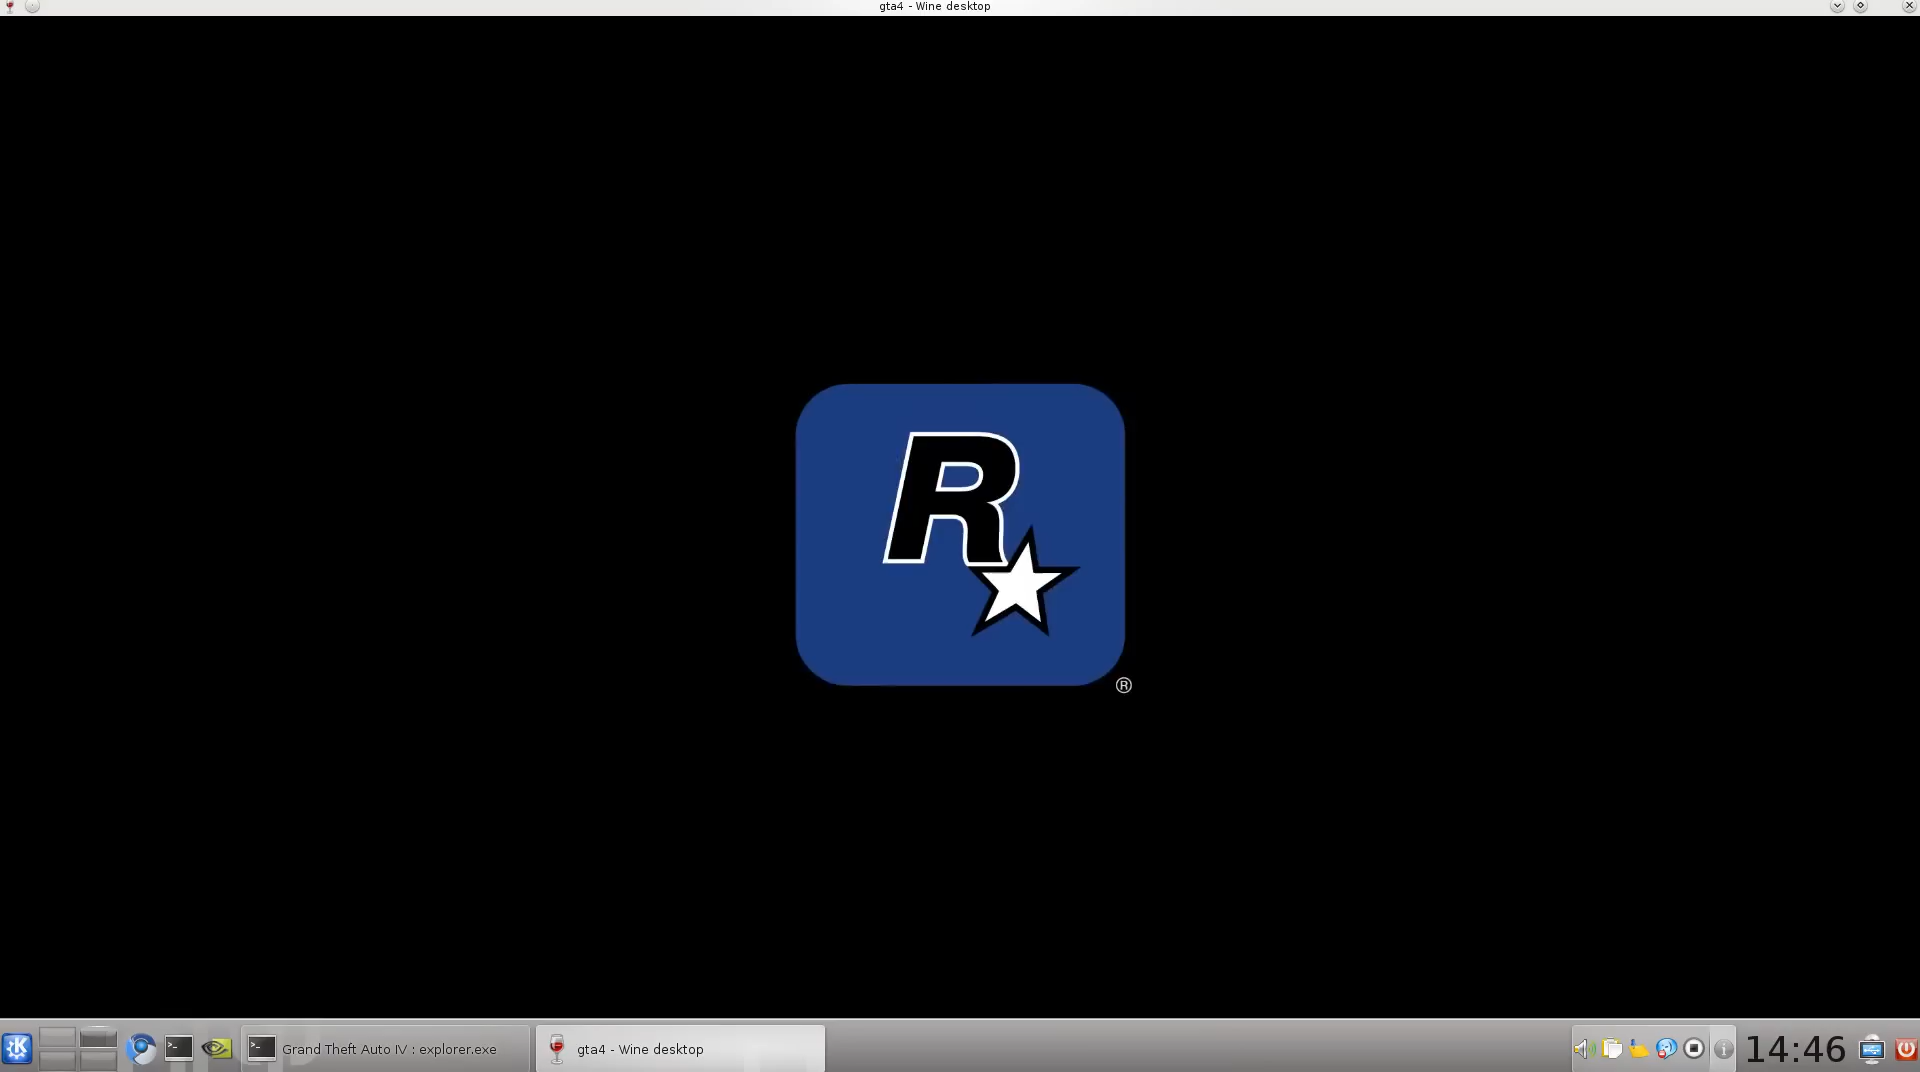 gta4 - Wine desktop
R
®
Grand Theft Auto IV : explorer.exe
gta4 - Wine desktop
14:46